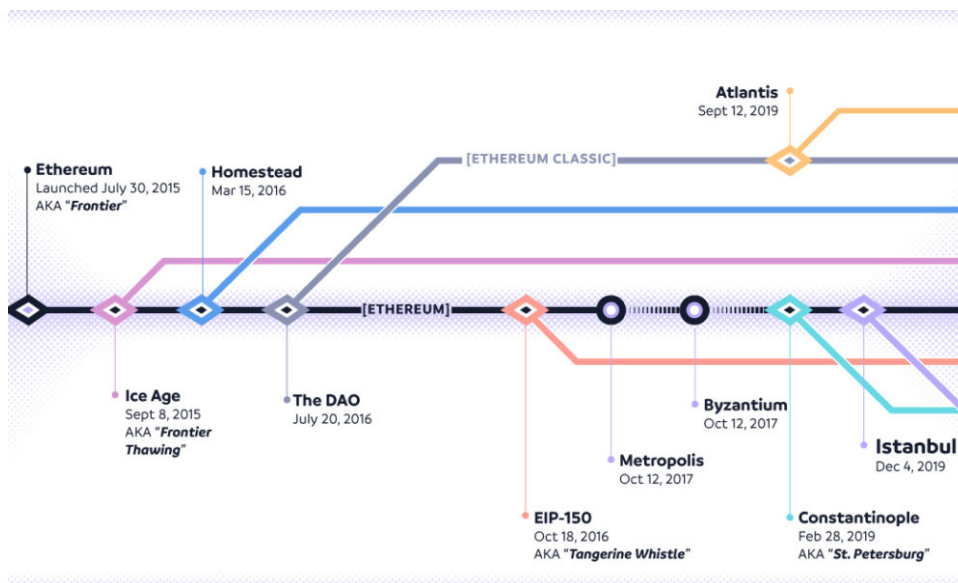 Atlantis
Sept 12, 2019
[ETHEREUM CLASSIC]
Ethereum
Launched July 30, 2015
AKA "Frontier"
Homestead
Mar 15, 2016
[ETHEREUM]
Ice Age
Sept 8, 2015
AKA "Frontier
Thawing"
The DAO
July 20, 2016
Byzantium
Oct 12, 2017
Metropolis
Oct 12, 2017
Istanbul
Dec 4, 2019
EIP-150
Oct 18, 2016
AKA "Tangerine Whistle"
Constantinople
Feb 28, 2019
AKA "St. Petersburg"